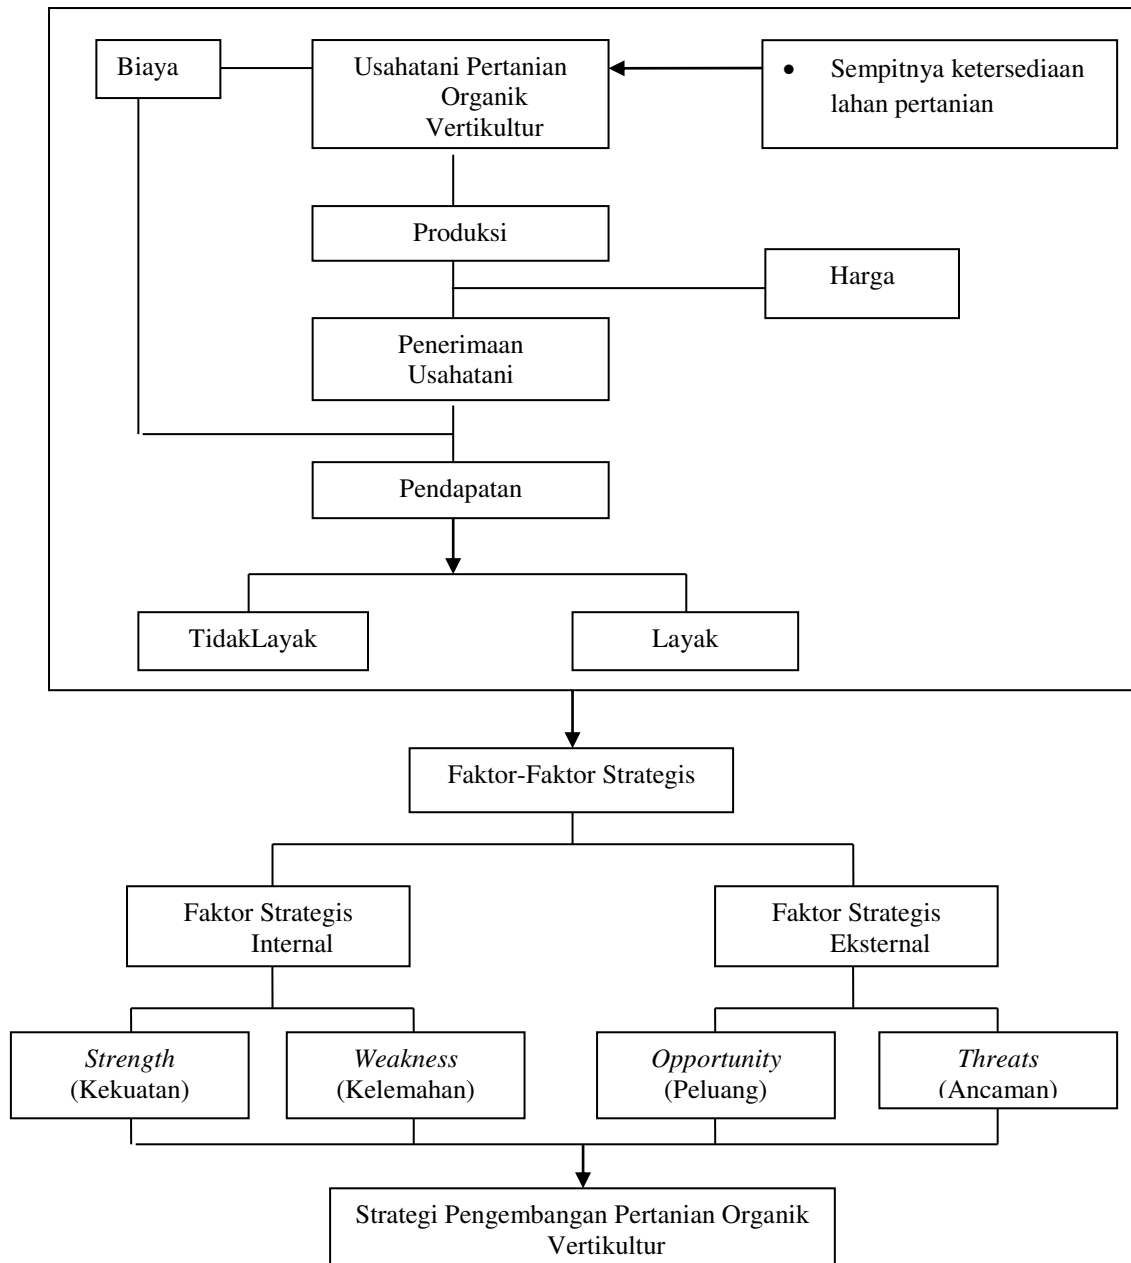 Biaya
Usahatani Pertanian
Organik
Vertikultur
• Sempitnya ketersediaan
lahan pertanian
Produksi
Harga
Penerimaan
Usahatani
Pendapatan
TidakLayak
Layak
Faktor-Faktor Strategis
Faktor Strategis
Internal
Faktor Strategis
Eksternal
Strength
(Kekuatan)
Weakness
(Kelemahan)
Opportunity
(Peluang)
Threats
(Ancaman)
Strategi Pengembangan Pertanian Organik
Vertikultur